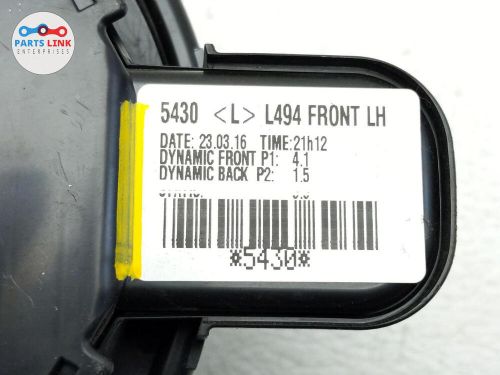 PARTS LINK
ENTERPRISES
5430 <L> L494 FRONT LH
DATE: 23.03.16 TIME:21h12
DYNAMIC FRONT P1: 4.1
DYNAMIC BACK P2: 1.5
*5430*